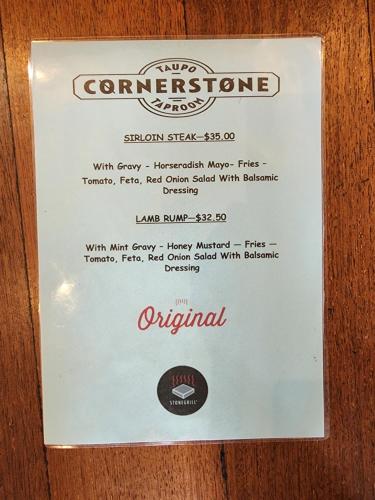 TAUPO
CØRNERSTØNE
TAPROOM
SIRLOIN STEAK—$35.00
With Gravy - Horseradish Mayo- Fries -
Tomato, Feta, Red Onion Salad With Balsamic
Dressing
LAMB RUMP—$32.50
With Mint Gravy - Honey Mustard — Fries —
Tomato, Feta, Red Onion Salad With Balsamic
Dressing
Original
STONEGRILL